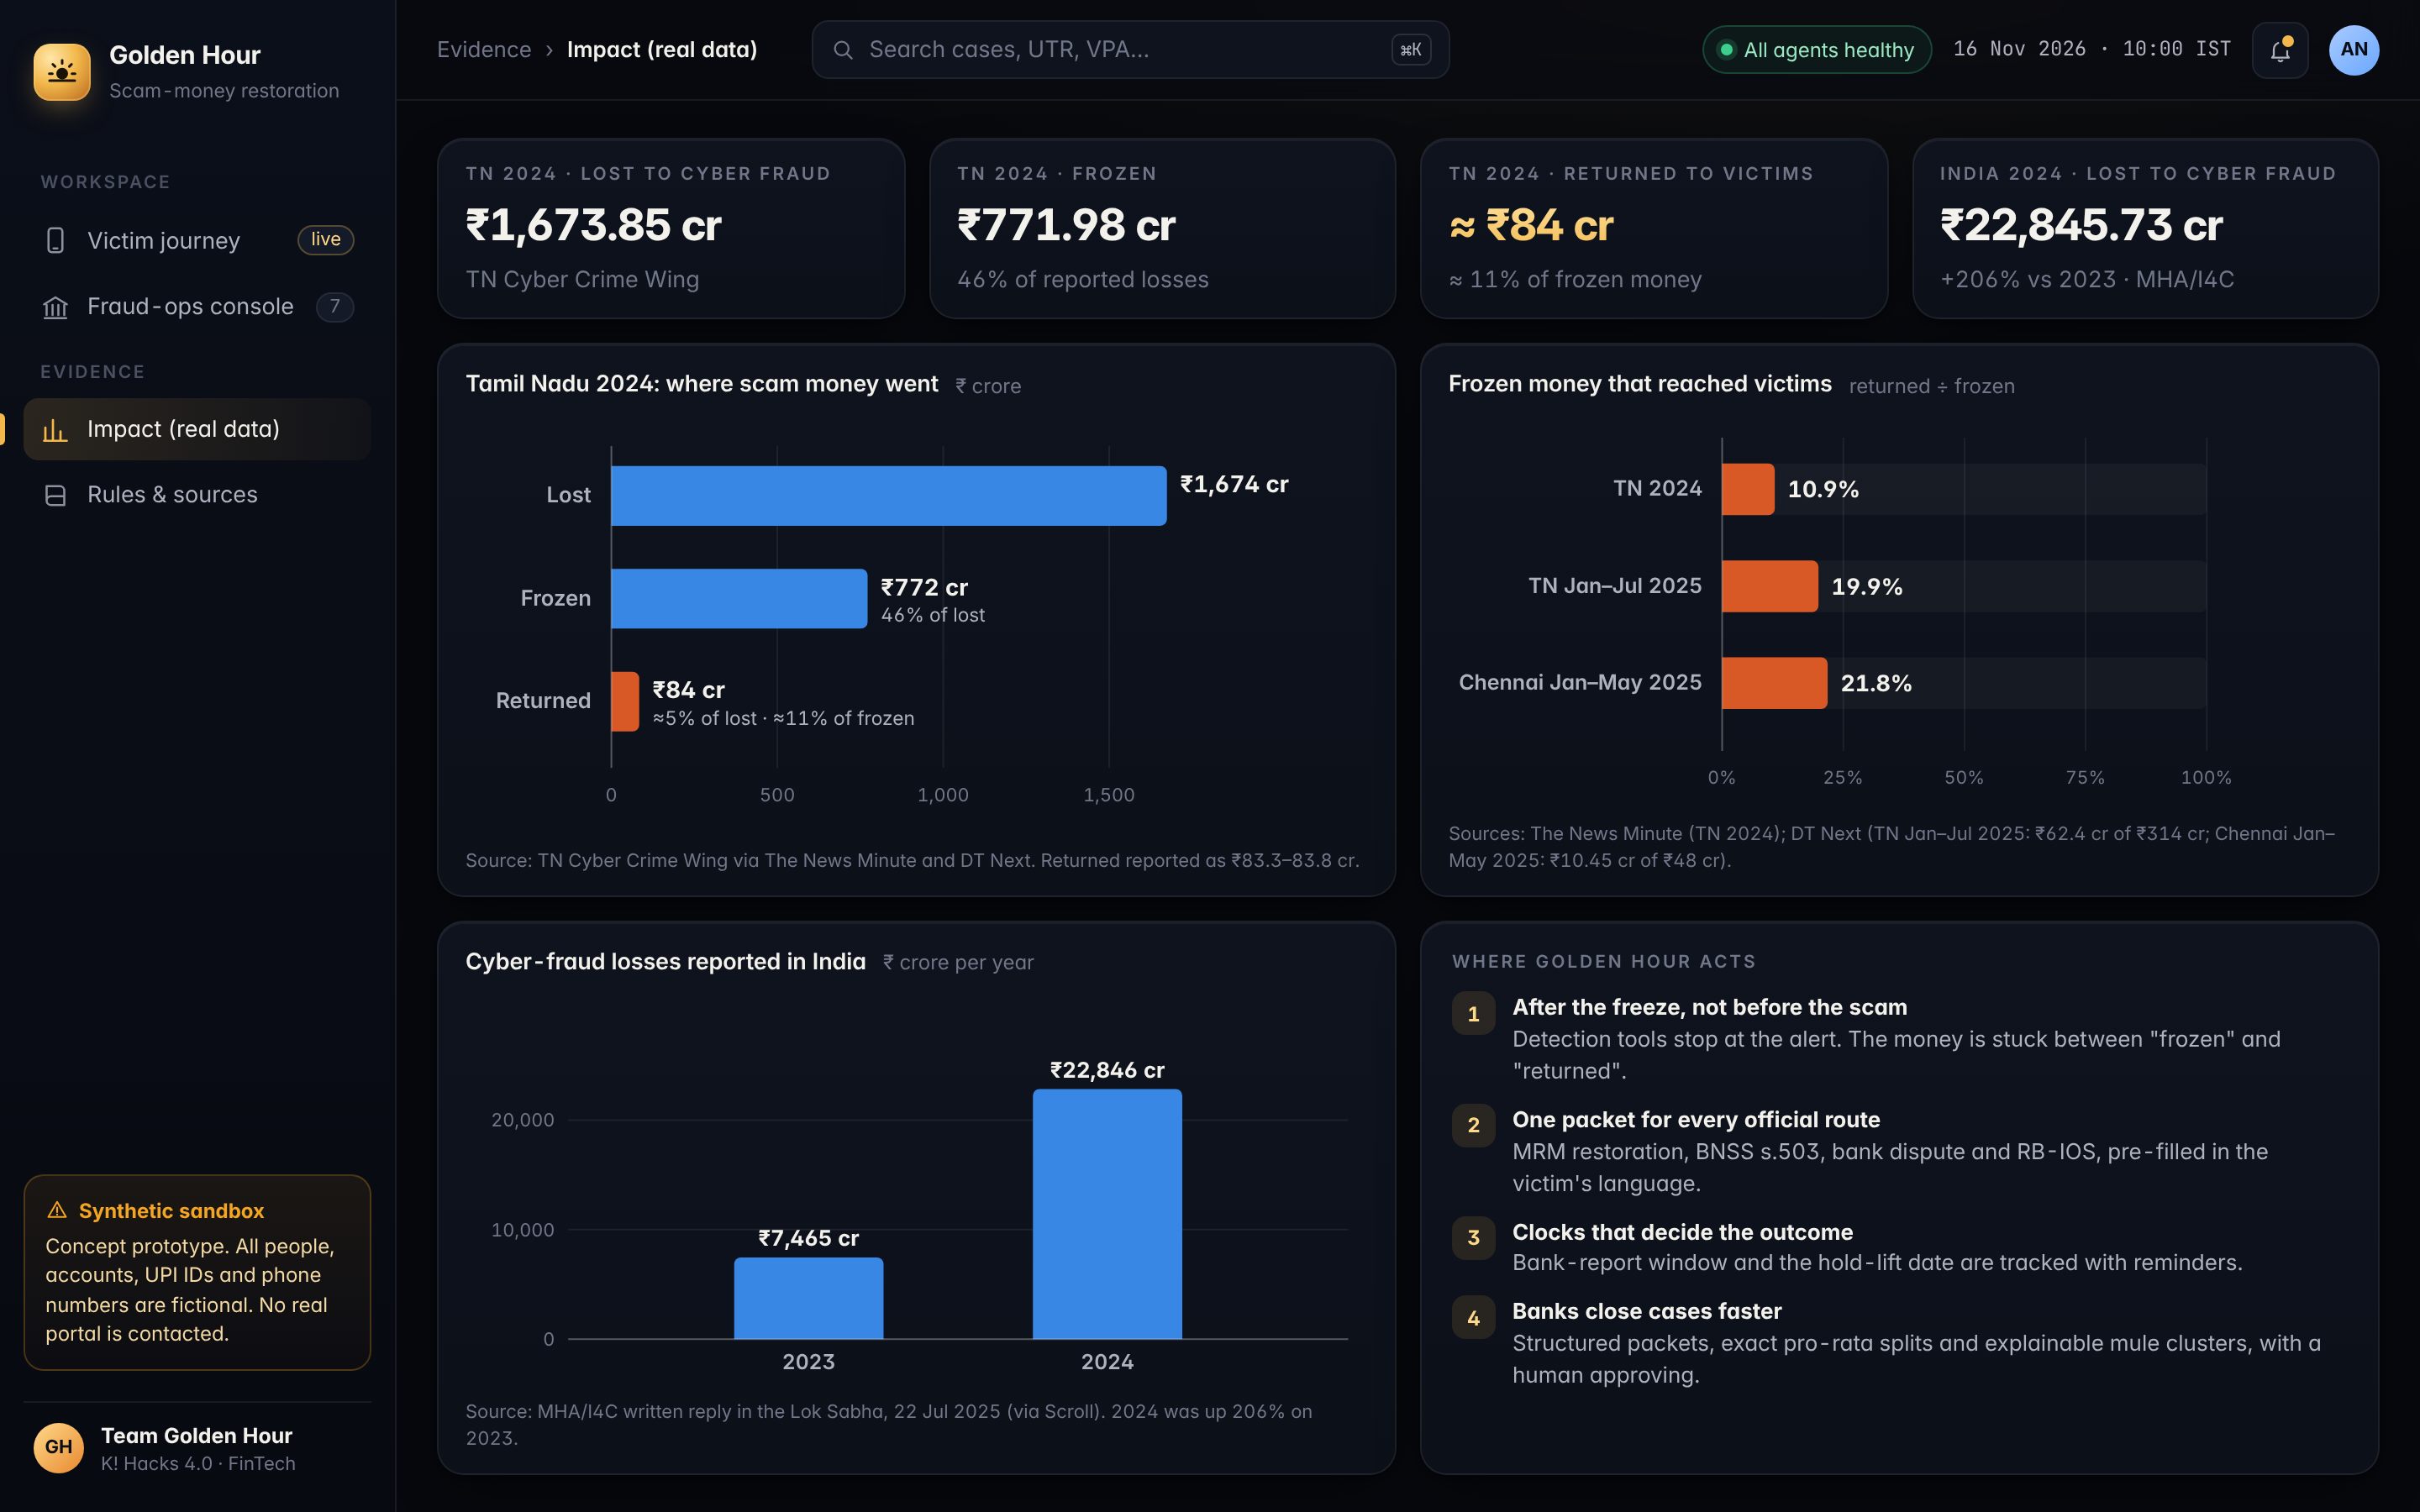 Golden Hour
Scam-money restoration
WORKSPACE
Victim journey
live
Fraud-ops console
7
EVIDENCE
Impact (real data)
Rules & sources
Synthetic sandbox
Concept prototype. All people,
accounts, UPI IDs and phone
numbers are fictional. No real
portal is contacted.
GH
Team Golden Hour
K! Hacks 4.0 · FinTech
Evidence › Impact (real data)
Search cases, UTR, VPA...
⌘K
All agents healthy
16 Nov 2026 · 10:00 IST
AN
TN 2024 · LOST TO CYBER FRAUD
₹1,673.85 cr
TN Cyber Crime Wing
TN 2024 · FROZEN
₹771.98 cr
46% of reported losses
TN 2024 · RETURNED TO VICTIMS
≈ ₹84 cr
≈ 11% of frozen money
INDIA 2024 · LOST TO CYBER FRAUD
₹22,845.73 cr
+206% vs 2023 · MHA/I4C
Tamil Nadu 2024: where scam money went ₹ crore
Lost
₹1,674 cr
Frozen
₹772 cr
46% of lost
Returned
₹84 cr
≈5% of lost · ≈11% of frozen
0 500 1,000 1,500
Source: TN Cyber Crime Wing via The News Minute and DT Next. Returned reported as ₹83.3–83.8 cr.
Frozen money that reached victims returned ÷ frozen
TN 2024
10.9%
TN Jan–Jul 2025
19.9%
Chennai Jan–May 2025
21.8%
0% 25% 50% 75% 100%
Sources: The News Minute (TN 2024); DT Next (TN Jan–Jul 2025: ₹62.4 cr of ₹314 cr; Chennai Jan–
May 2025: ₹10.45 cr of ₹48 cr).
Cyber-fraud losses reported in India ₹ crore per year
20,000
10,000
0
₹7,465 cr
₹22,846 cr
2023 2024
Source: MHA/I4C written reply in the Lok Sabha, 22 Jul 2025 (via Scroll). 2024 was up 206% on
2023.
WHERE GOLDEN HOUR ACTS
1
After the freeze, not before the scam
Detection tools stop at the alert. The money is stuck between "frozen" and
"returned".
2
One packet for every official route
MRM restoration, BNSS s.503, bank dispute and RB-IOS, pre-filled in the
victim's language.
3
Clocks that decide the outcome
Bank-report window and the hold-lift date are tracked with reminders.
4
Banks close cases faster
Structured packets, exact pro-rata splits and explainable mule clusters, with a
human approving.